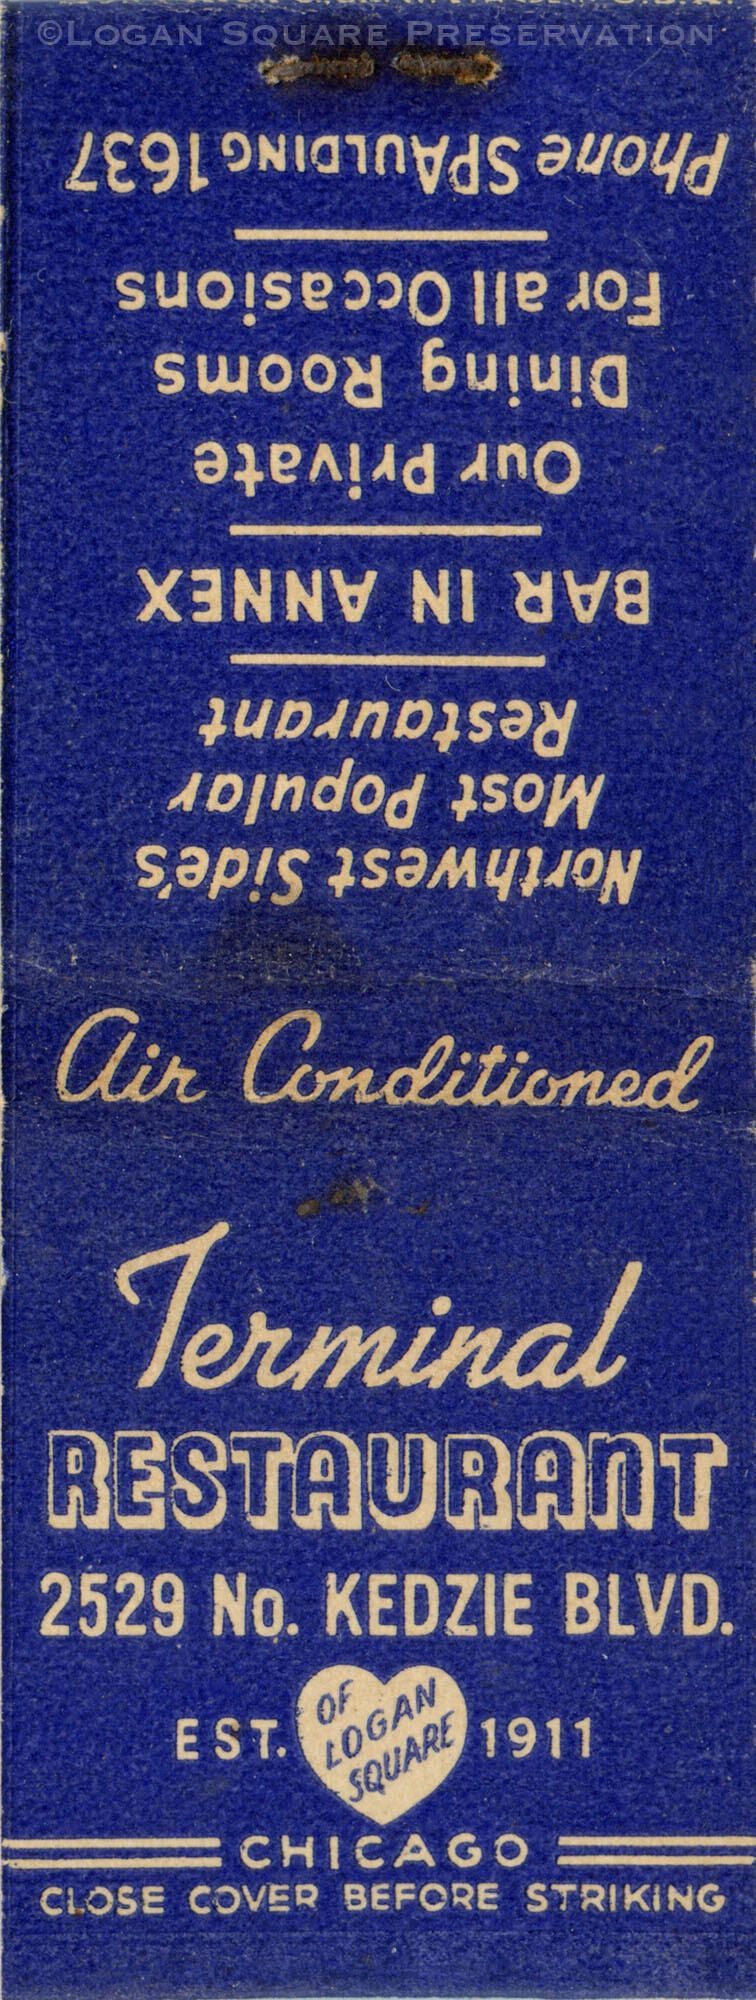 ©LOGAN SQUARE PRESERVATION
Phone SPAULDING 1637
For all Occasions
Dining Rooms
Our Private
BAR IN ANNEX
Restaurant
Most Popular
Northwest Side's
Air Conditioned
Terminal
RESTAURANT
2529 No. KEDZIE BLVD.
EST. OF LOGAN SQUARE 1911
CHICAGO
CLOSE COVER BEFORE STRIKING